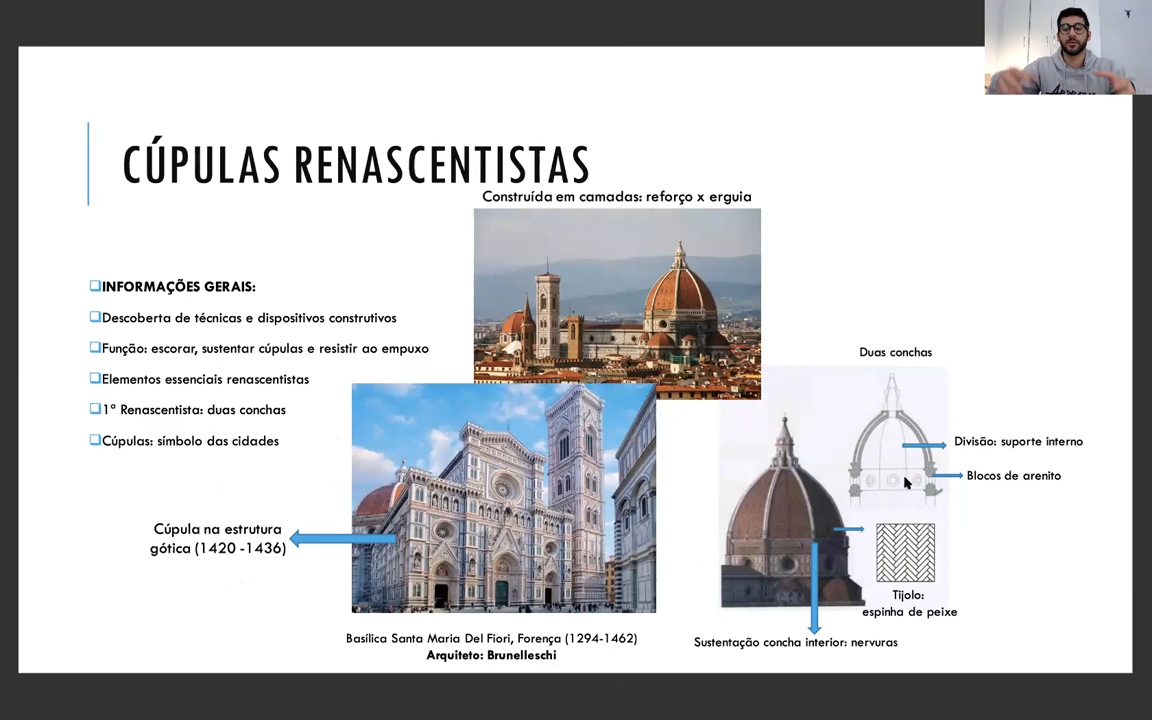 CÚPULAS RENASCENTISTAS
Construída em camadas: reforço x erguia
INFORMAÇÕES GERAIS:
Descoberta de técnicas e dispositivos construtivos
Função: escorar, sustentar cúpulas e resistir ao empuxo
Elementos essenciais renascentistas
1ª Renascentista: duas conchas
Cúpulas: símbolo das cidades
Cúpula na estrutura
gótica (1420 -1436)
Basílica Santa Maria Del Fiori, Forença (1294-1462)
Arquiteto: Brunelleschi
Duas conchas
Divisão: suporte interno
Blocos de arenito
Tijolo:
espinha de peixe
Sustentação concha interior: nervuras